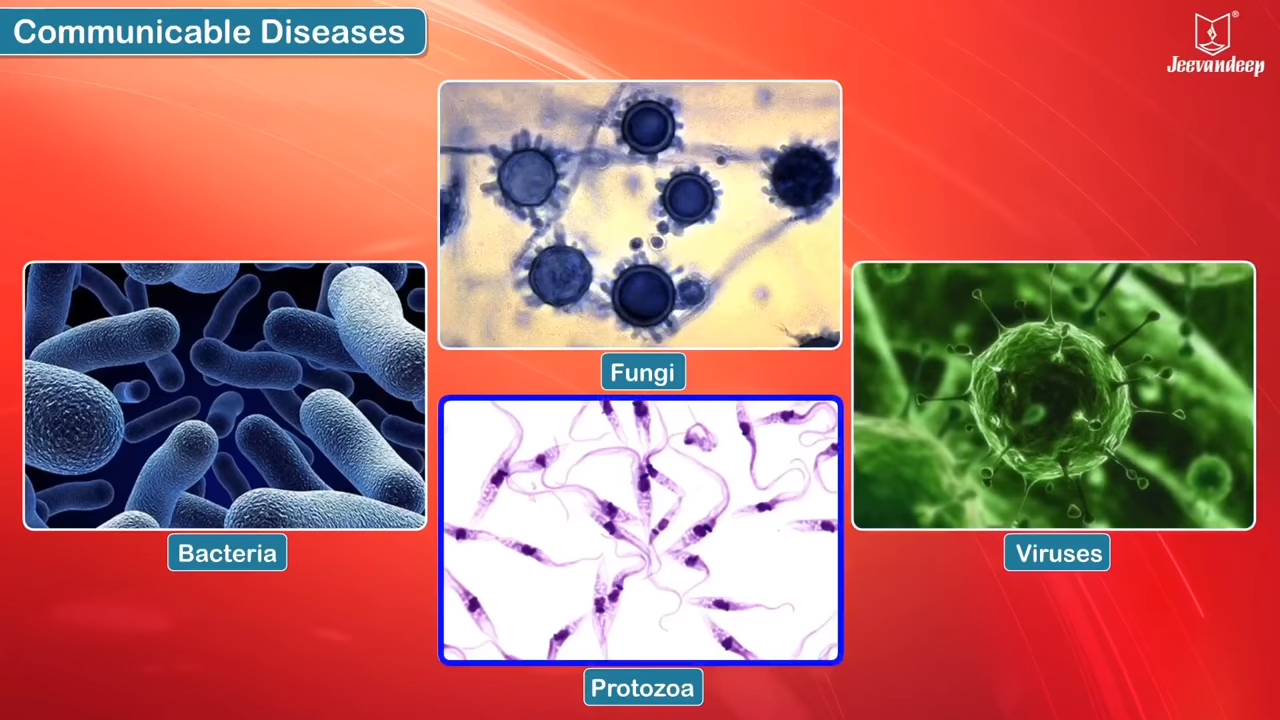 Communicable Diseases
Jeevandeep®
Fungi
Bacteria
Viruses
Protozoa